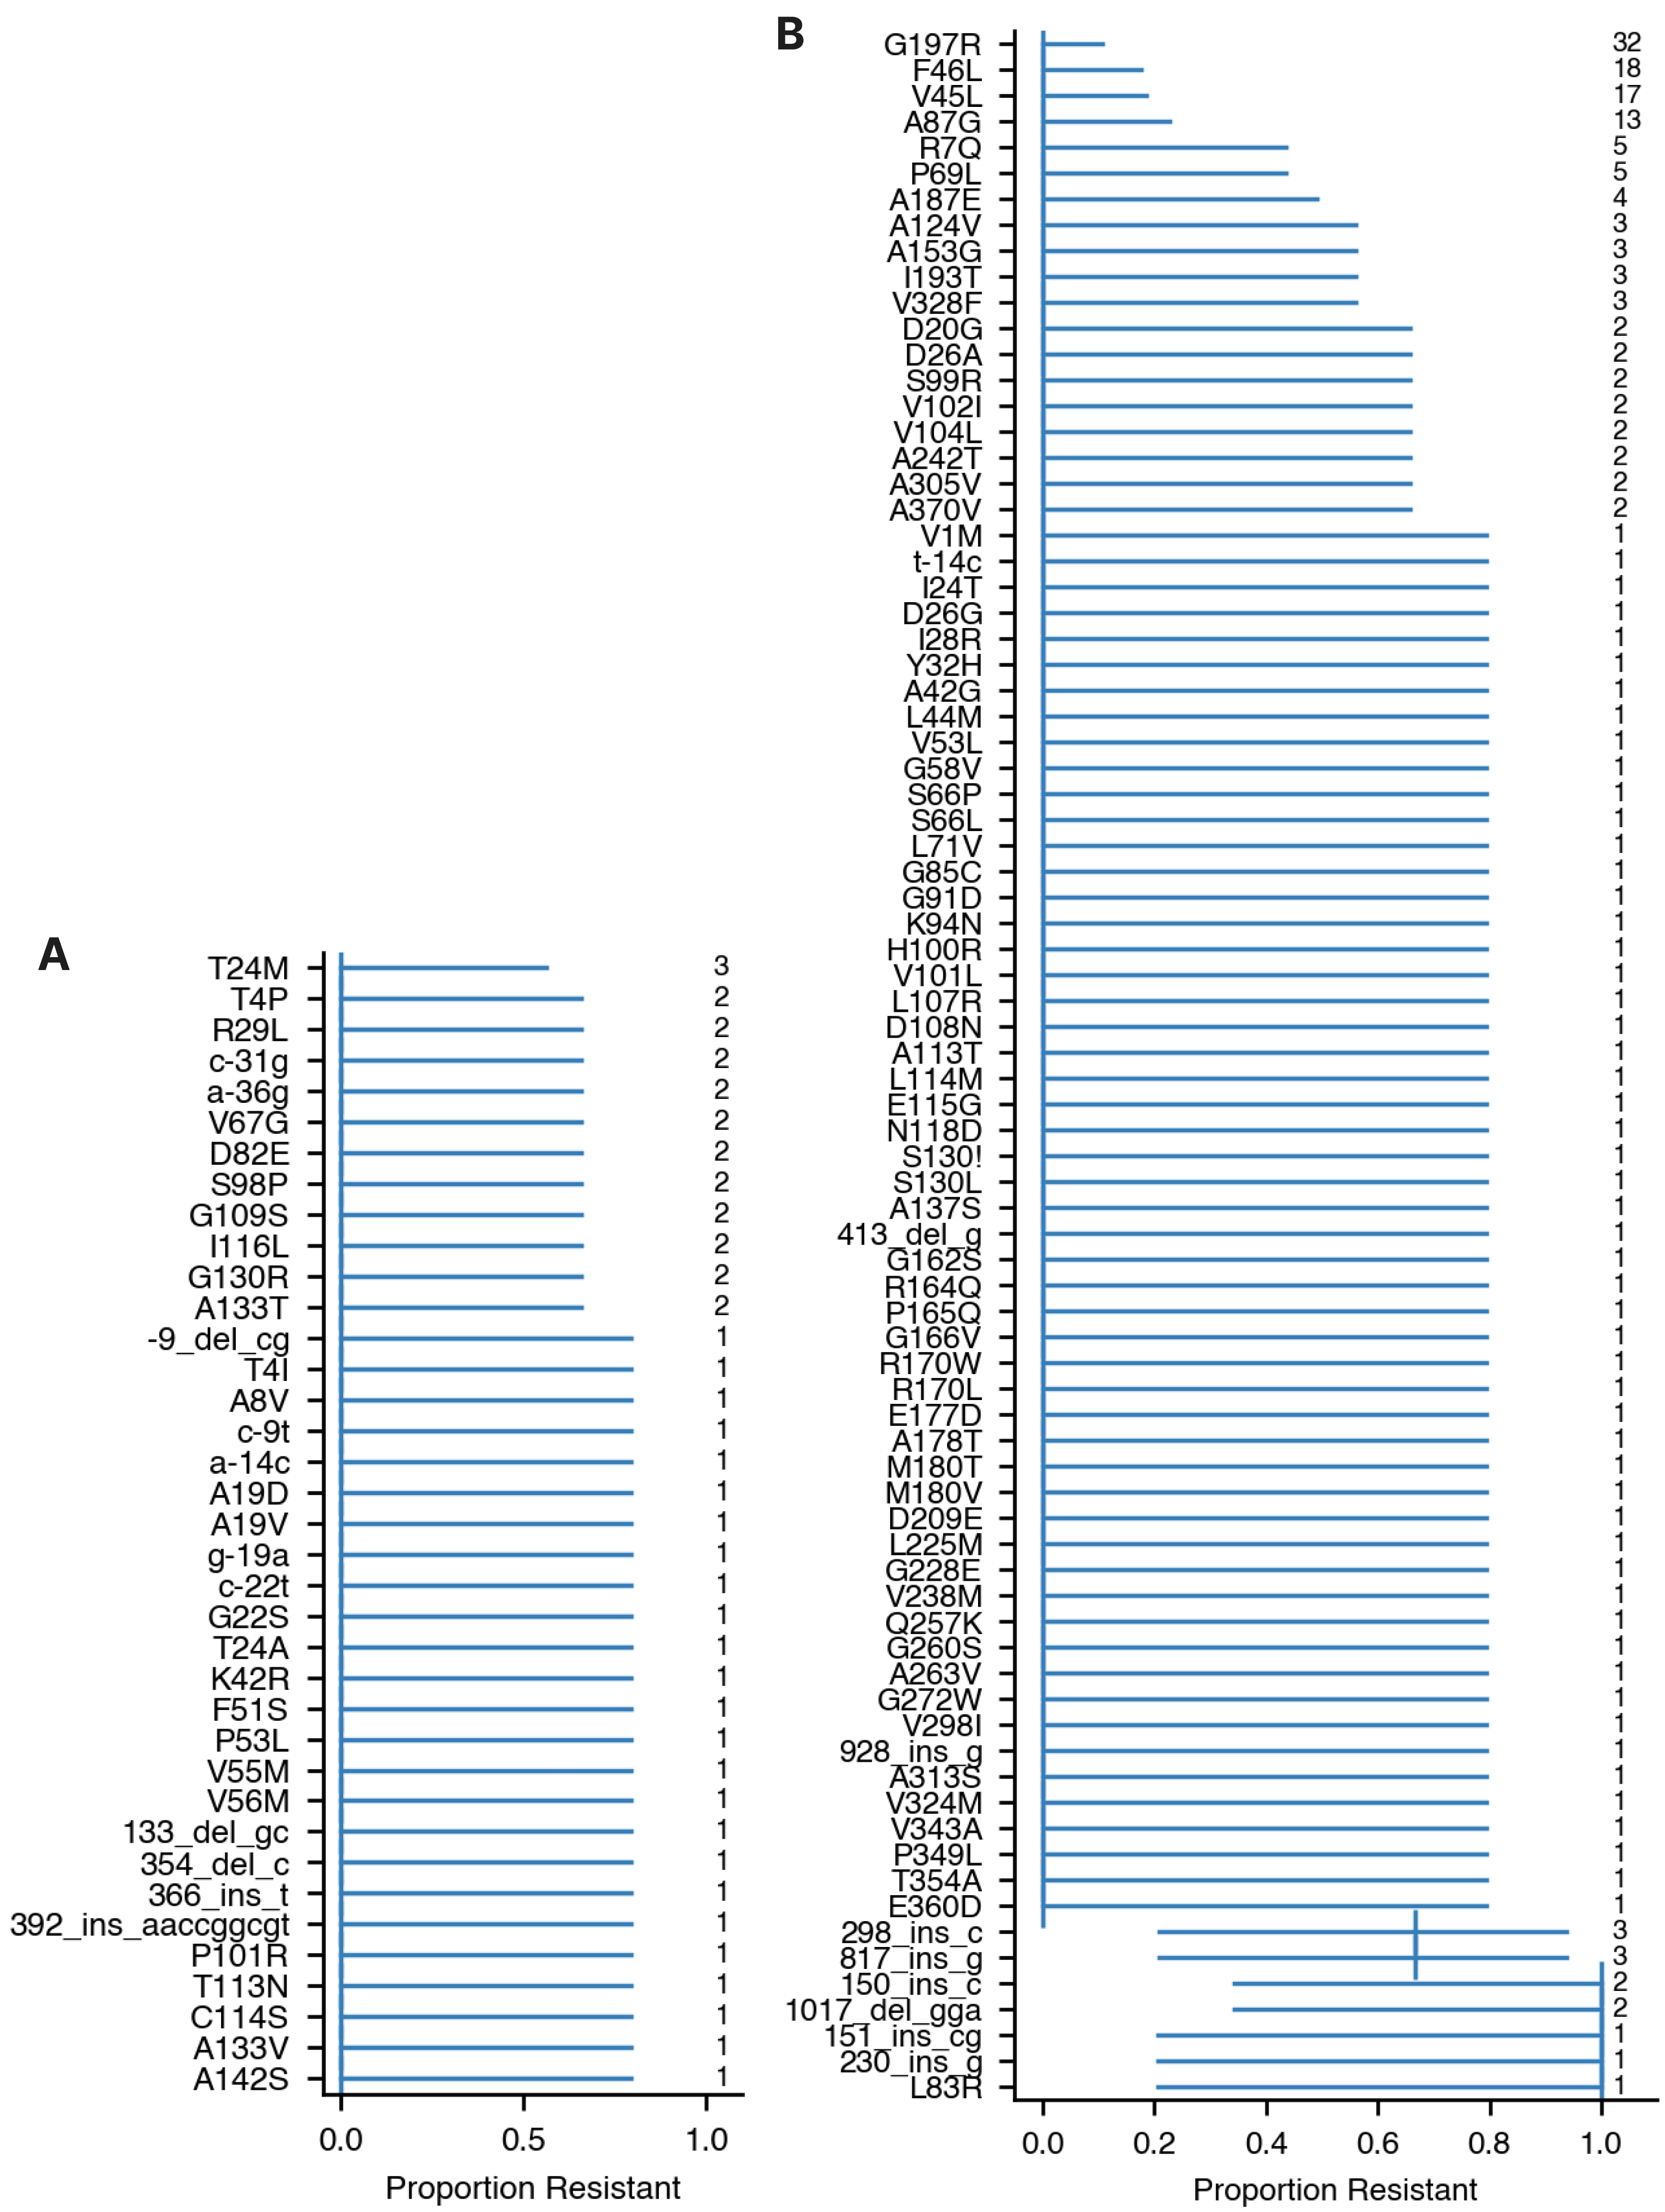 A
T24M 3
T4P 2
R29L 2
c-31g 2
a-36g 2
V67G 2
D82E 2
S98P 2
G109S 2
I116L 2
G130R 2
A133T 2
-9_del_cg 1
T4I 1
A8V 1
c-9t 1
a-14c 1
A19D 1
A19V 1
g-19a 1
c-22t 1
G22S 1
T24A 1
K42R 1
F51S 1
P53L 1
V55M 1
V56M 1
133_del_gc 1
354_del_c 1
366_ins_t 1
392_ins_aaccggcgt 1
P101R 1
T113N 1
C114S 1
A133V 1
A142S 1
0.0 0.5 1.0
Proportion Resistant
B
G197R 32
F46L 18
V45L 17
A87G 13
R7Q 5
P69L 5
A187E 4
A124V 3
A153G 3
I193T 3
V328F 3
D20G 2
D26A 2
S99R 2
V102I 2
V104L 2
A242T 2
A305V 2
A370V 2
V1M 1
t-14c 1
I24T 1
D26G 1
I28R 1
Y32H 1
A42G 1
L44M 1
V53L 1
G58V 1
S66P 1
S66L 1
L71V 1
G85C 1
G91D 1
K94N 1
H100R 1
V101L 1
L107R 1
D108N 1
A113T 1
L114M 1
E115G 1
N118D 1
S130! 1
S130L 1
A137S 1
413_del_g 1
G162S 1
R164Q 1
P165Q 1
G166V 1
R170W 1
R170L 1
E177D 1
A178T 1
M180T 1
M180V 1
D209E 1
L225M 1
G228E 1
V238M 1
Q257K 1
G260S 1
A263V 1
G272W 1
V298I 1
928_ins_g 1
A313S 1
V324M 1
V343A 1
P349L 1
T354A 1
E360D 1
298_ins_c 3
817_ins_g 3
150_ins_c 2
1017_del_gga 2
151_ins_cg 1
230_ins_g 1
L83R 1
0.0 0.2 0.4 0.6 0.8 1.0
Proportion Resistant